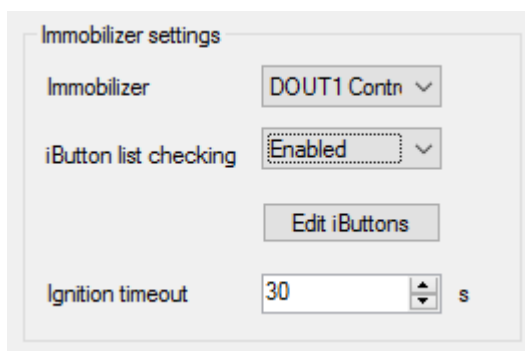 Immobilizer settings
Immobilizer DOUT1 Contr
iButton list checking Enabled
Edit iButtons
Ignition timeout 30 s